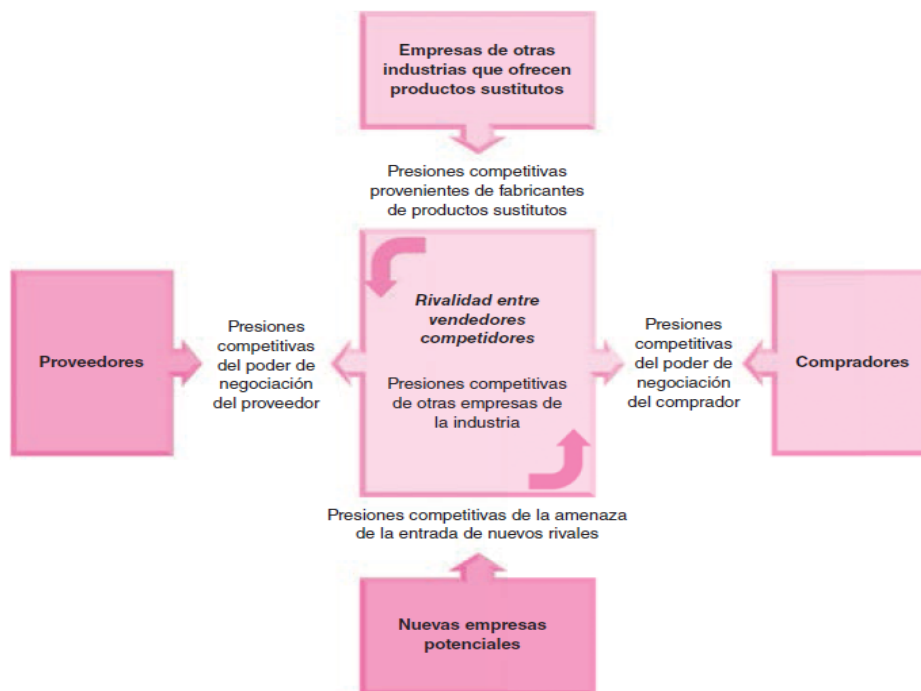 Empresas de otras
industrias que ofrecen
productos sustitutos
Presiones competitivas
provenientes de fabricantes
de productos sustitutos
Proveedores
Presiones
competitivas
del poder de
negociación
del proveedor
Rivalidad entre
vendedores
competidores
Presiones competitivas
de otras empresas de
la industria
Presiones
competitivas
del poder de
negociación
del comprador
Compradores
Presiones competitivas de la amenaza
de la entrada de nuevos rivales
Nuevas empresas
potenciales